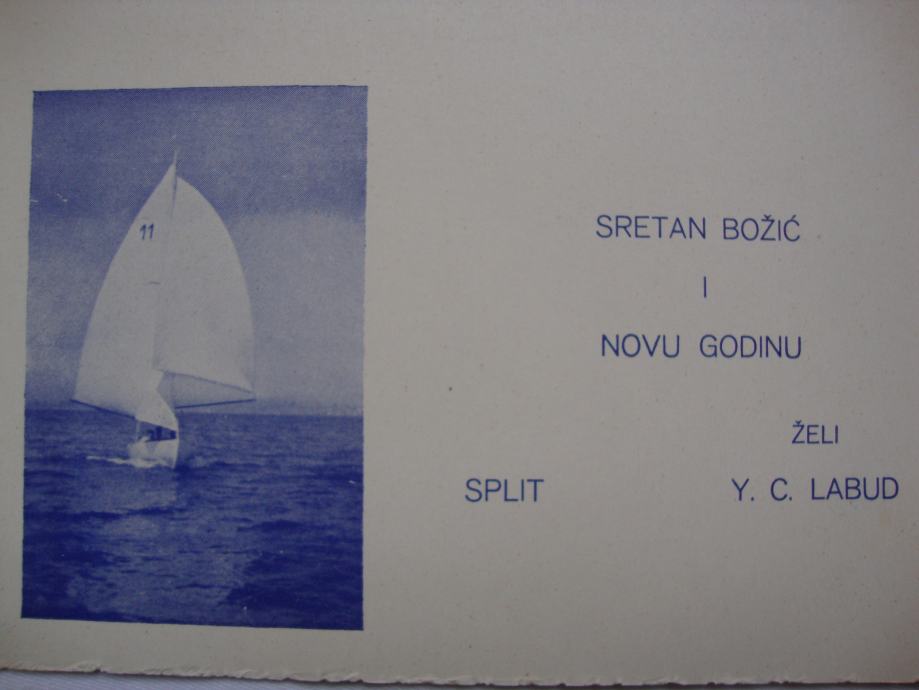 11
SRETAN BOŽIĆ
I
NOVU GODINU
ŽELI
SPLIT Y. C. LABUD